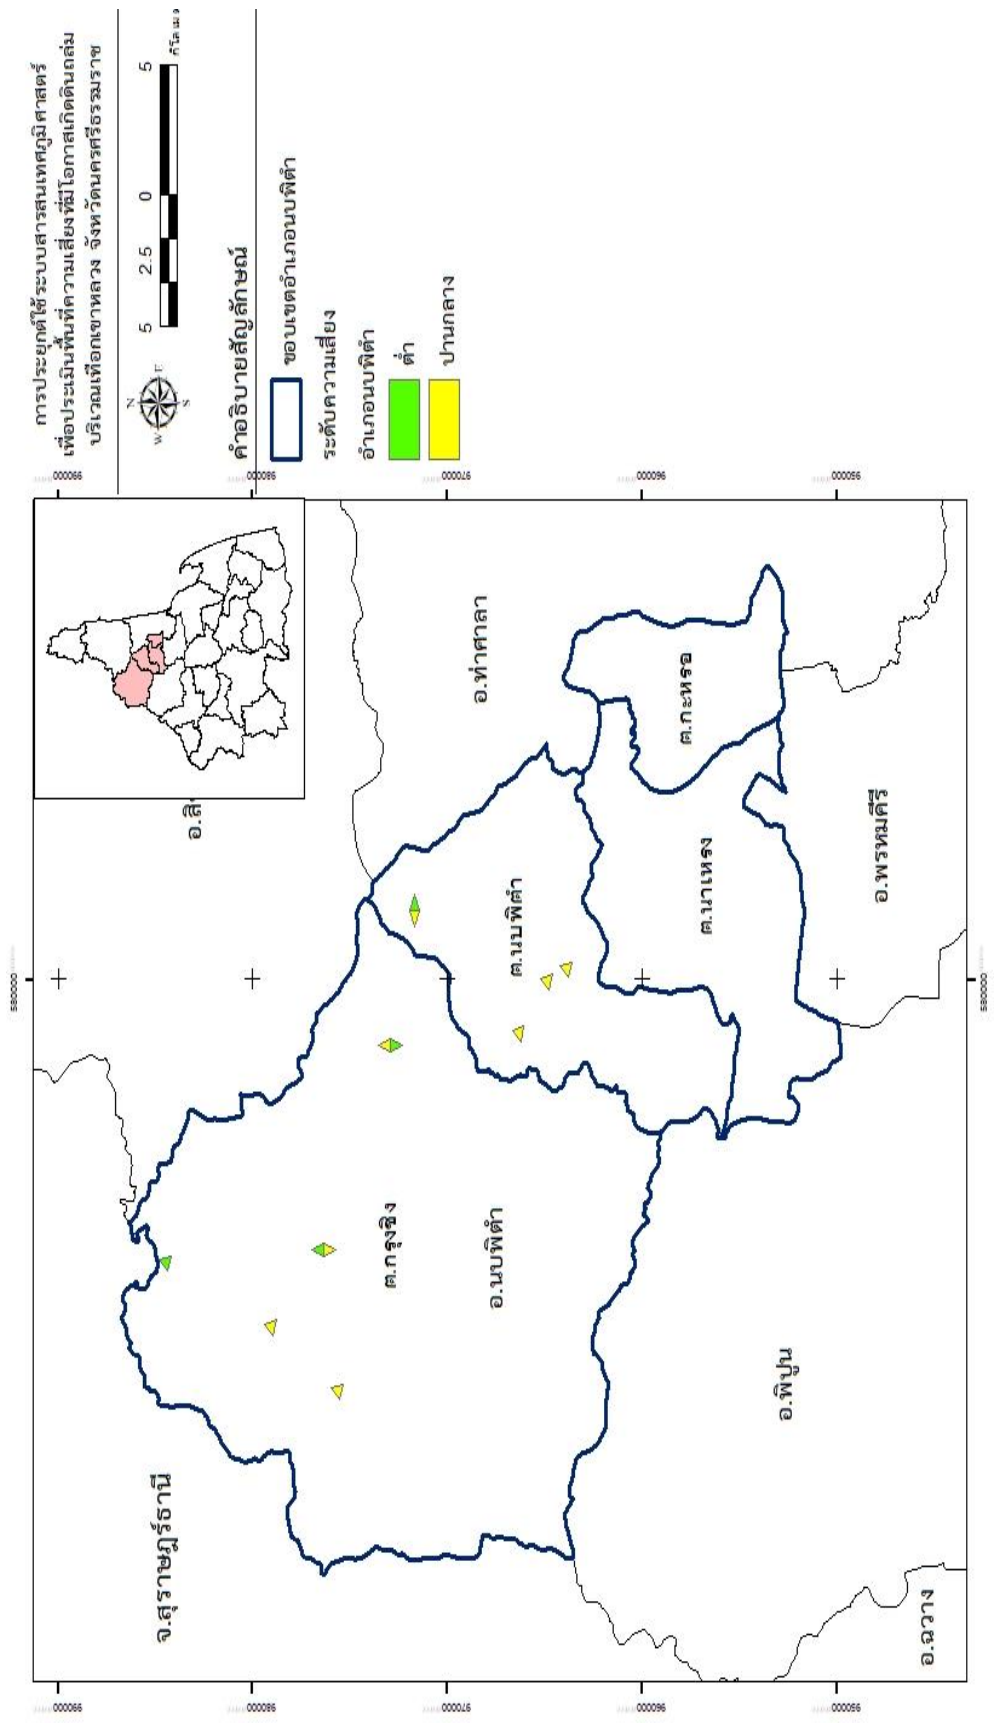 การประยุกต์ใช้ระบบสารสนเทศภูมิศาสตร์
เพื่อประเมินพื้นที่ความเสี่ยงที่มีโอกาสเกิดดินถล่ม
บริเวณเทือกเขาหลวง จังหวัดนครศรีธรรมราช
N
W
E
S
5 2.5 0 5
คำอธิบายสัญลักษณ์
ขอบเขตอำเภอนบพิตำ
ระดับความเสี่ยง
อำเภอนบพิตำ
ต่ำ
ปานกลาง
จ.สุราษฎร์ธานี
อ.ท่าศาลา
ต.กะหรอ
ต.นบพิตำ
ต.นาเหรง
อ.พรหมคีรี
ต.กรุงชิง
อ.นบพิตำ
อ.พิปูน
อ.ฉวาง
990000
980000
970000
960000
950000
990000
980000
970000
960000
950000